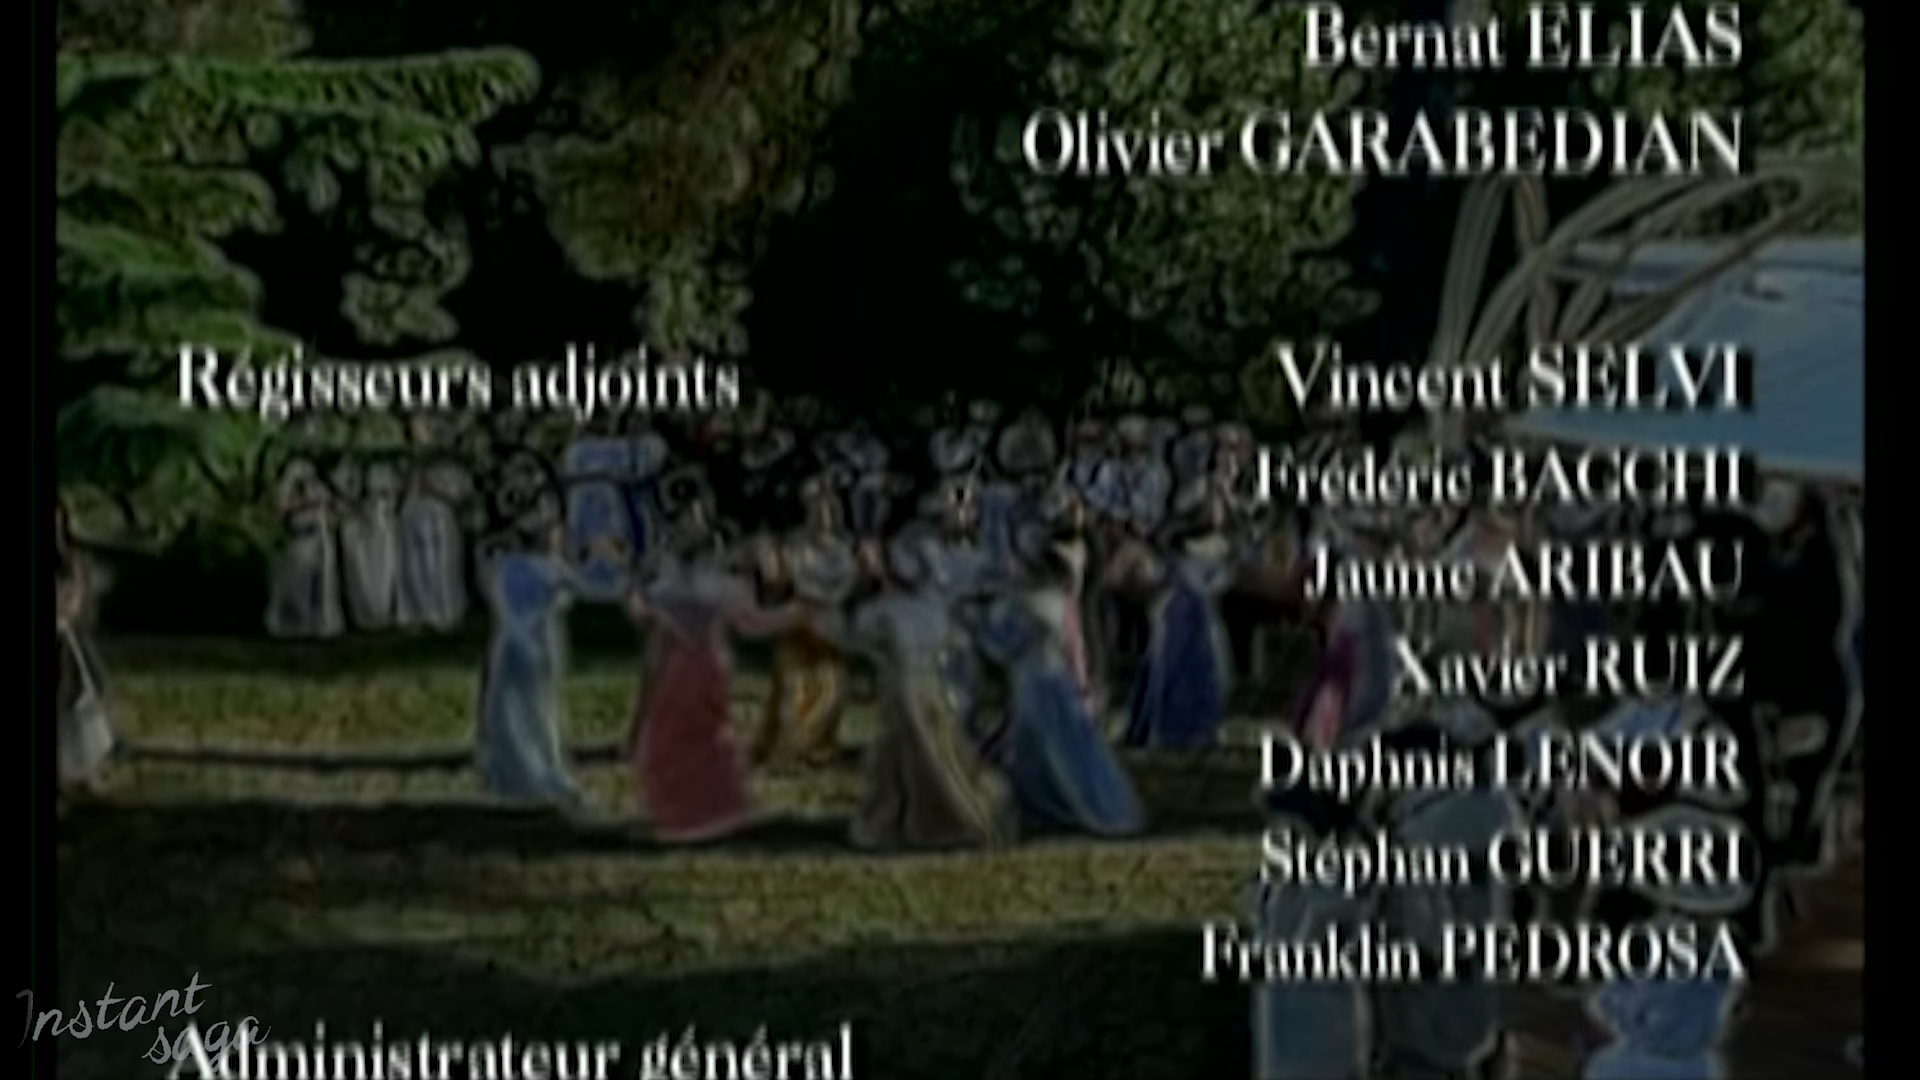 Bernat ELIAS
Olivier GARABEDIAN
Régisseurs adjoints Vincent SELVI
Frédéric BACCHI
Jaume ARIBAU
Xavier RUIZ
Daphnis LENOIR
Stéphan GUERRI
Franklin PEDROSA
Instant
saga
Administrateur général